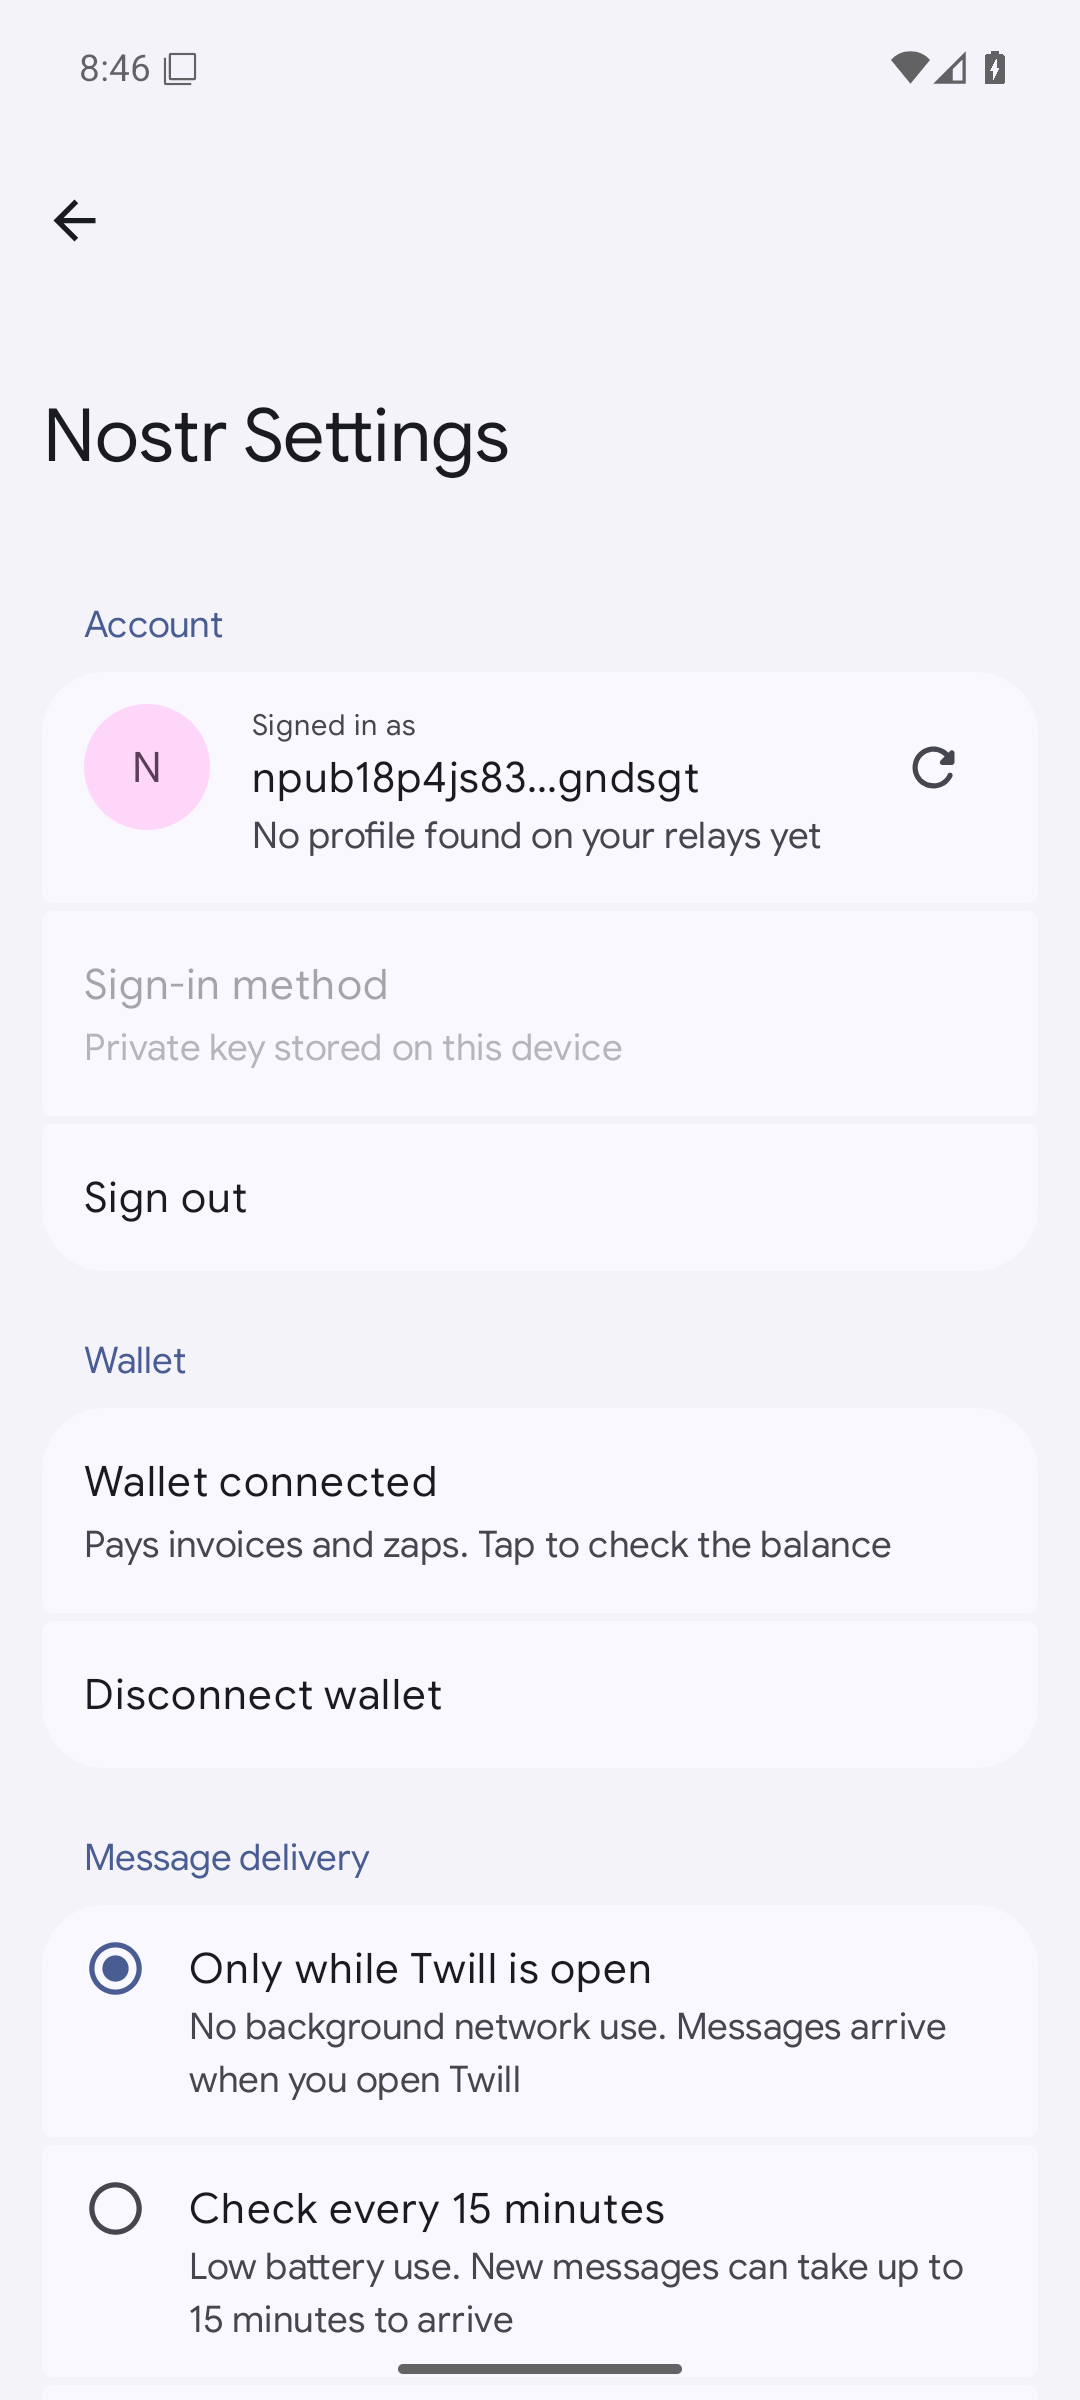 8:46
Nostr Settings
Account
N
Signed in as
npub18p4js83...gndsgt
No profile found on your relays yet
Sign-in method
Private key stored on this device
Sign out
Wallet
Wallet connected
Pays invoices and zaps. Tap to check the balance
Disconnect wallet
Message delivery
Only while Twill is open
No background network use. Messages arrive
when you open Twill
Check every 15 minutes
Low battery use. New messages can take up to
15 minutes to arrive